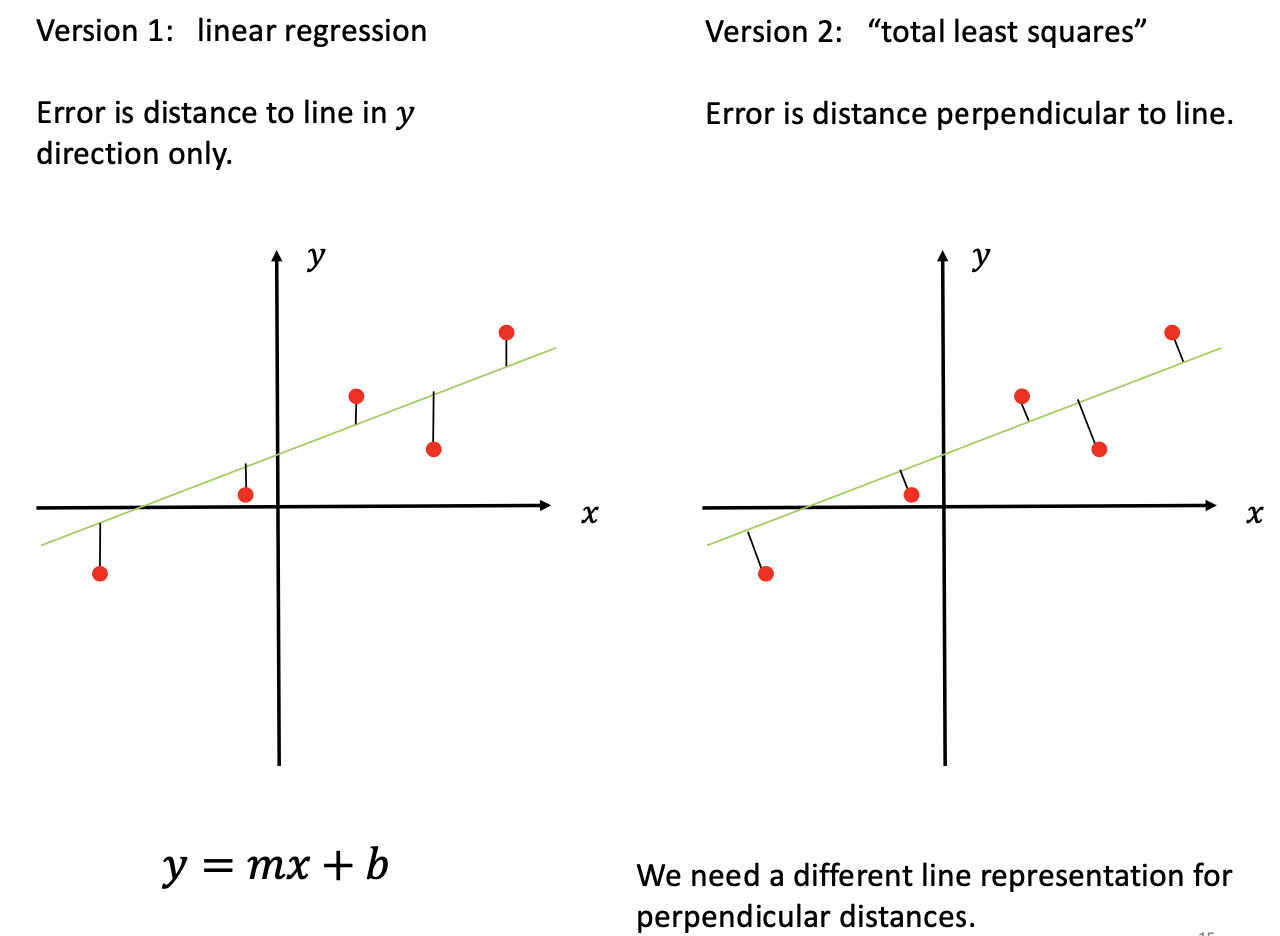 Version 1: linear regression
Version 2: “total least squares”
Error is distance to line in y
direction only.
Error is distance perpendicular to line.
y
x
y
x
y = mx + b
We need a different line representation for
perpendicular distances.
15